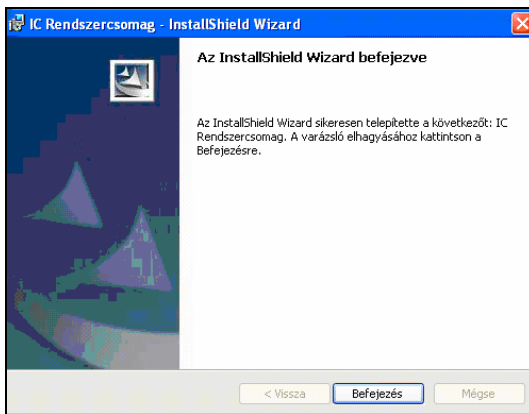 IC Rendszercsomag - InstallShield Wizard
Az InstallShield Wizard befejezve
Az InstallShield Wizard sikeresen telepítette a következőt: IC
Rendszercsomag. A varázsló elhagyásához kattintson a
Befejezésre.
< Vissza
Befejezés
Mégse